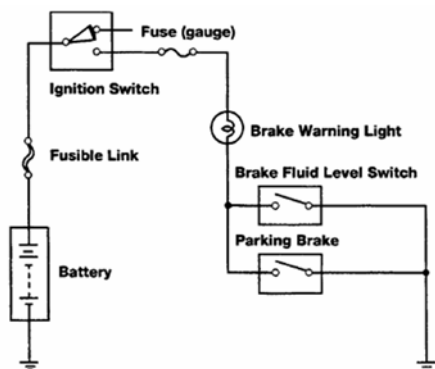 Fuse (gauge)
Ignition Switch
Brake Warning Light
Fusible Link
Brake Fluid Level Switch
Parking Brake
Battery